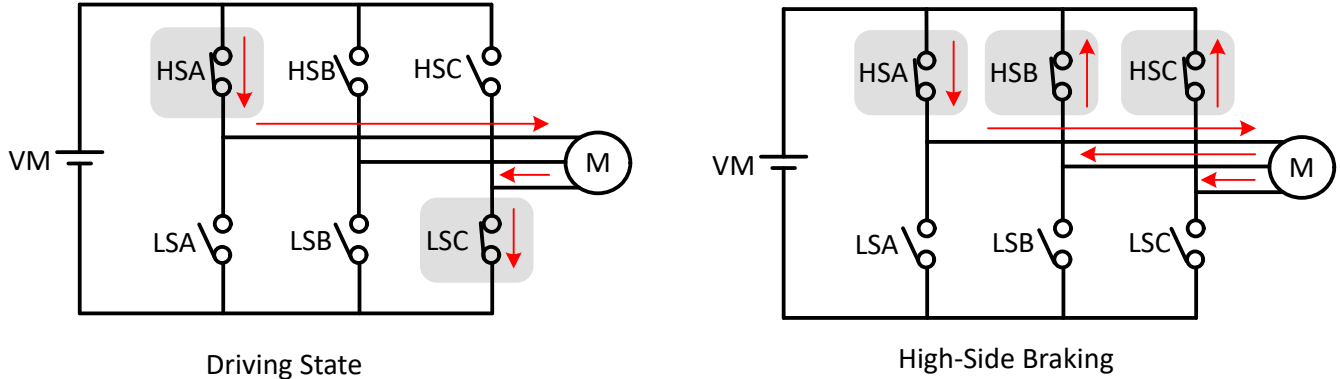 HSA HSB HSC
VM M
LSA LSB LSC
Driving State
HSA HSB HSC
VM M
LSA LSB LSC
High-Side Braking